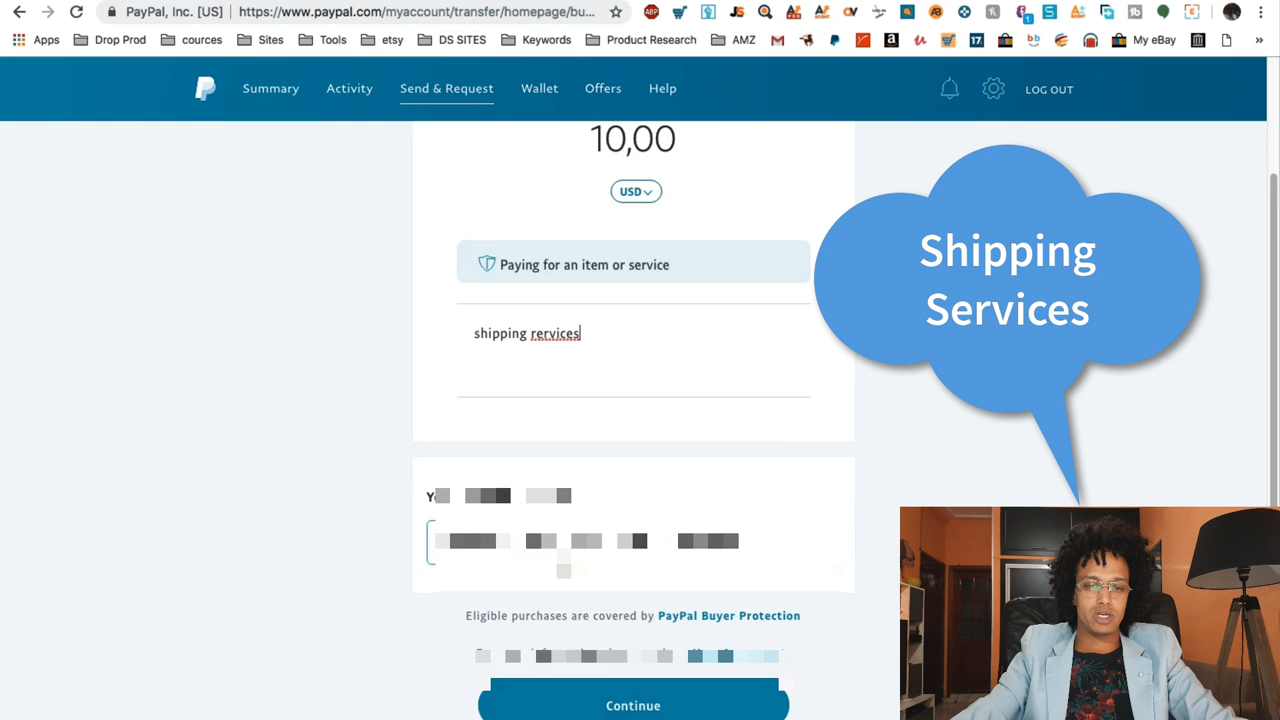 PayPal, Inc. [US] https://www.paypal.com/myaccount/transfer/homepage/bu...
Apps Drop Prod cources Sites Tools etsy DS SITES Keywords Product Research AMZ My eBay »
Summary Activity Send & Request Wallet Offers Help LOG OUT
10,00
USD
Paying for an item or service
shipping rervices
Shipping
Services
Eligible purchases are covered by PayPal Buyer Protection
Continue